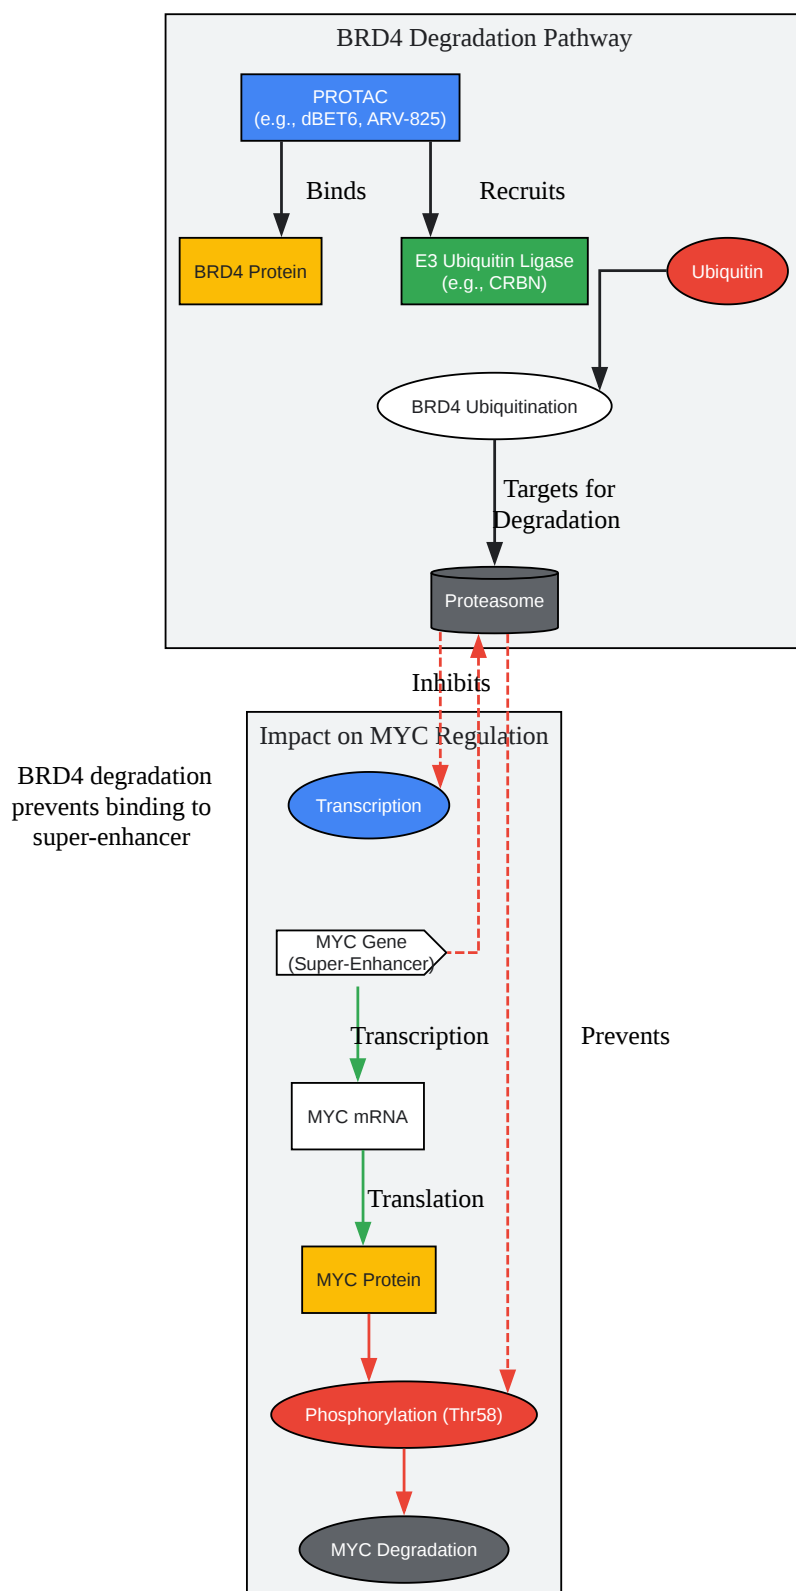 BRD4 Degradation Pathway
PROTAC
(e.g., dBET6, ARV-825)
Binds
Recruits
BRD4 Protein
E3 Ubiquitin Ligase
(e.g., CRBN)
Ubiquitin
BRD4 Ubiquitination
Targets for
Degradation
Proteasome
Inhibits
Impact on MYC Regulation
BRD4 degradation
prevents binding to
super-enhancer
Transcription
MYC Gene
(Super-Enhancer)
Transcription
Prevents
MYC mRNA
Translation
MYC Protein
Phosphorylation (Thr58)
MYC Degradation